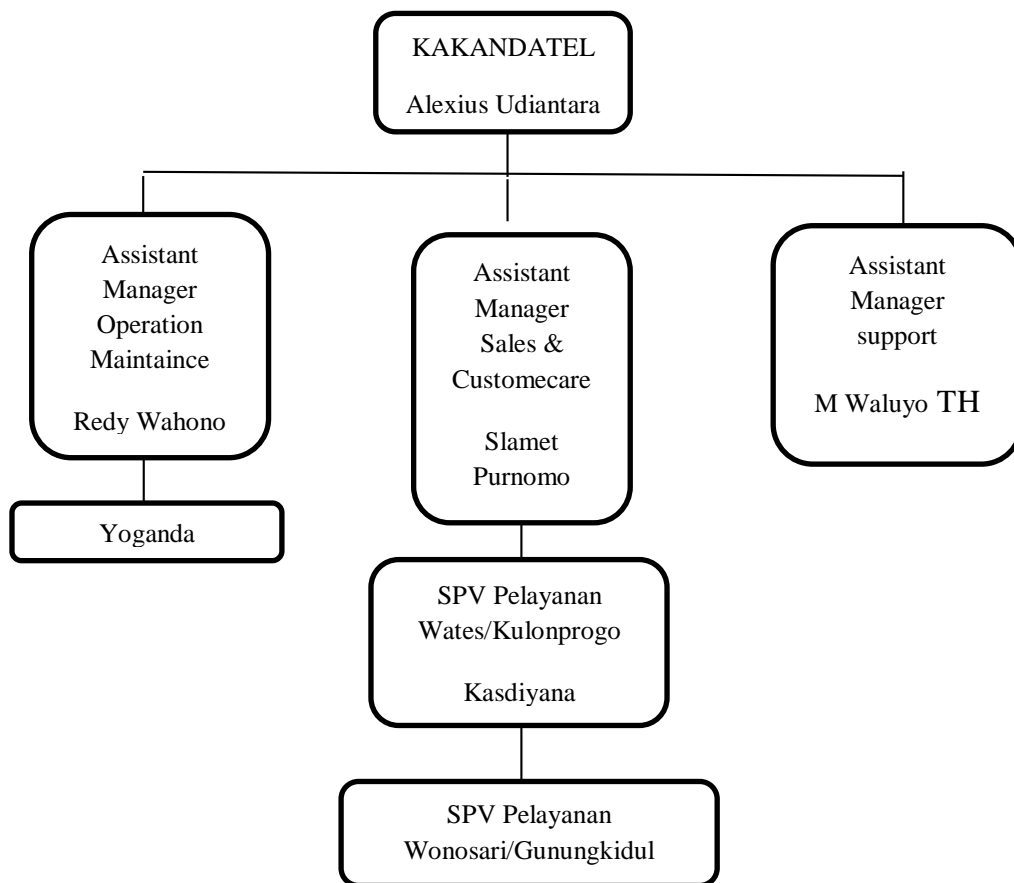 KAKANDATEL
Alexius Udiantara
Assistant
Manager
Operation
Maintaince
Redy Wahono
Yoganda
Assistant
Manager
Sales &
Customecare
Slamet
Purnomo
SPV Pelayanan
Wates/Kulonprogo
Kasdiyana
SPV Pelayanan
Wonosari/Gunungkidul
Assistant
Manager
support
M Waluyo TH